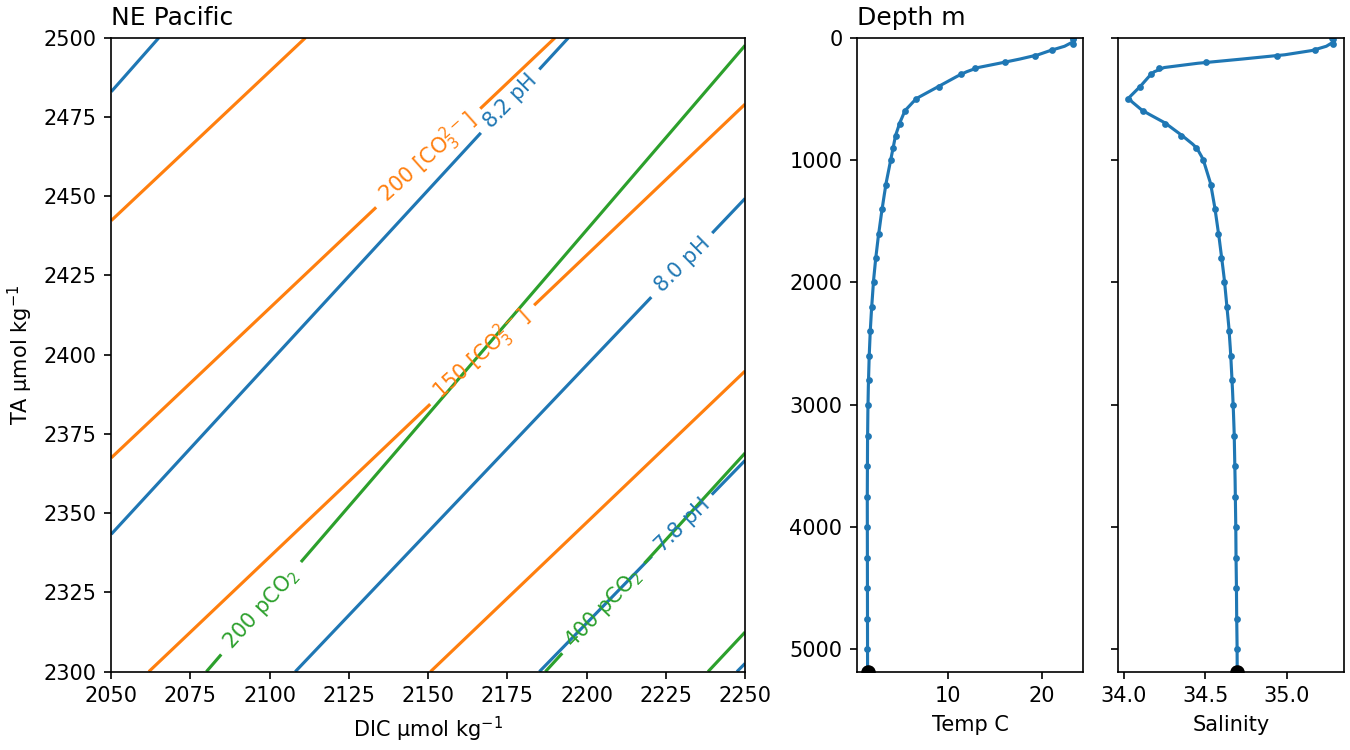 NE Pacific
Depth m
2500
2475
2450
2425
2400
2375
2350
2325
2300
TA µmol kg⁻¹
200 [CO₃²⁻]
8.2 pH
8.0 pH
150 [CO₃²⁻]
7.8 pH
200 pCO₂
400 pCO₂
2050 2075 2100 2125 2150 2175 2200 2225 2250
DIC µmol kg⁻¹
0
1000
2000
3000
4000
5000
10 20
Temp C
34.0 34.5 35.0
Salinity